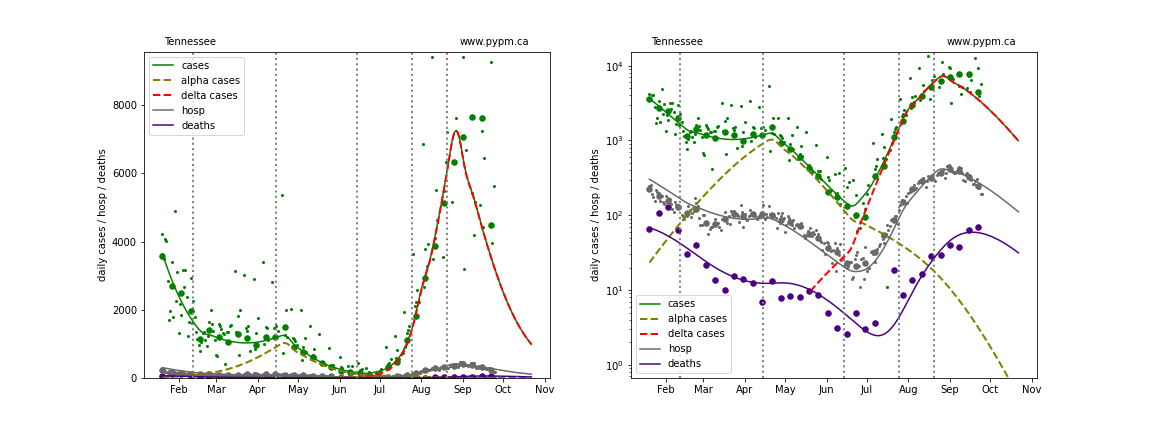 Tennessee www.pypm.ca
cases
alpha cases
delta cases
hosp
deaths
daily cases / hosp / deaths
8000
6000
4000
2000
0
Feb Mar Apr May Jun Jul Aug Sep Oct Nov
Tennessee www.pypm.ca
daily cases / hosp / deaths
10⁴
10³
10²
10¹
10⁰
cases
alpha cases
delta cases
hosp
deaths
Feb Mar Apr May Jun Jul Aug Sep Oct Nov